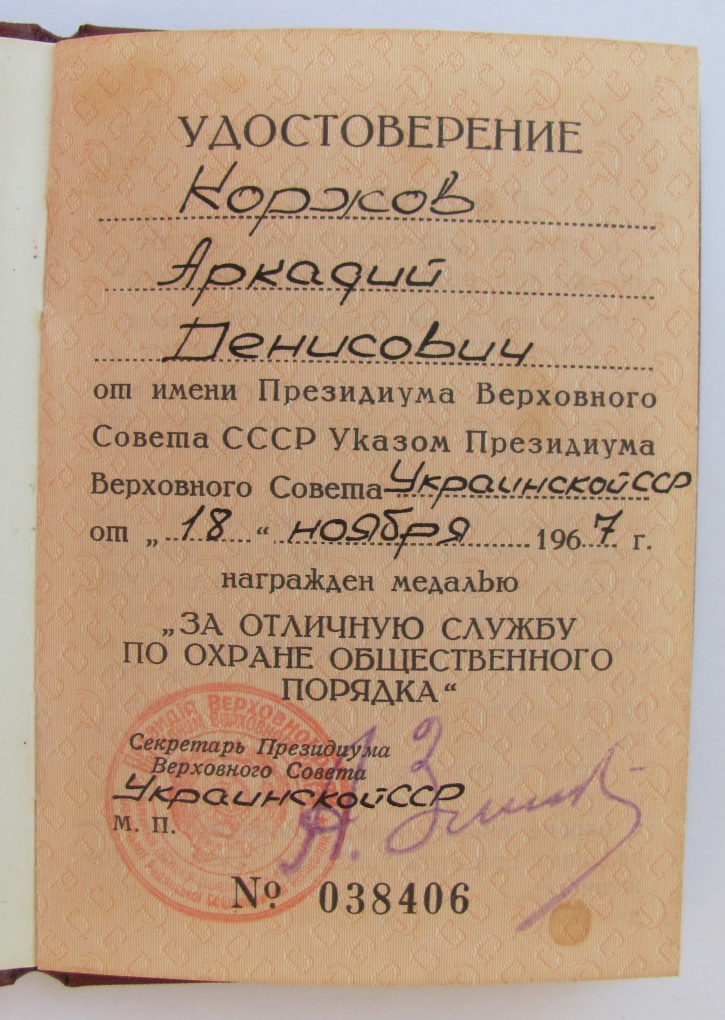 УДОСТОВЕРЕНИЕ
Коржов
Аркадий
Денисович
от имени Президиума Верховного
Совета СССР Указом Президиума
Верховного Совета Украинской ССР
от „18“ ноября 1967 г.
награжден медалью
„ЗА ОТЛИЧНУЮ СЛУЖБУ
ПО ОХРАНЕ ОБЩЕСТВЕННОГО
ПОРЯДКА“
Секретарь Президиума
Верховного Совета
Украинской ССР
М. П.
№ 038406